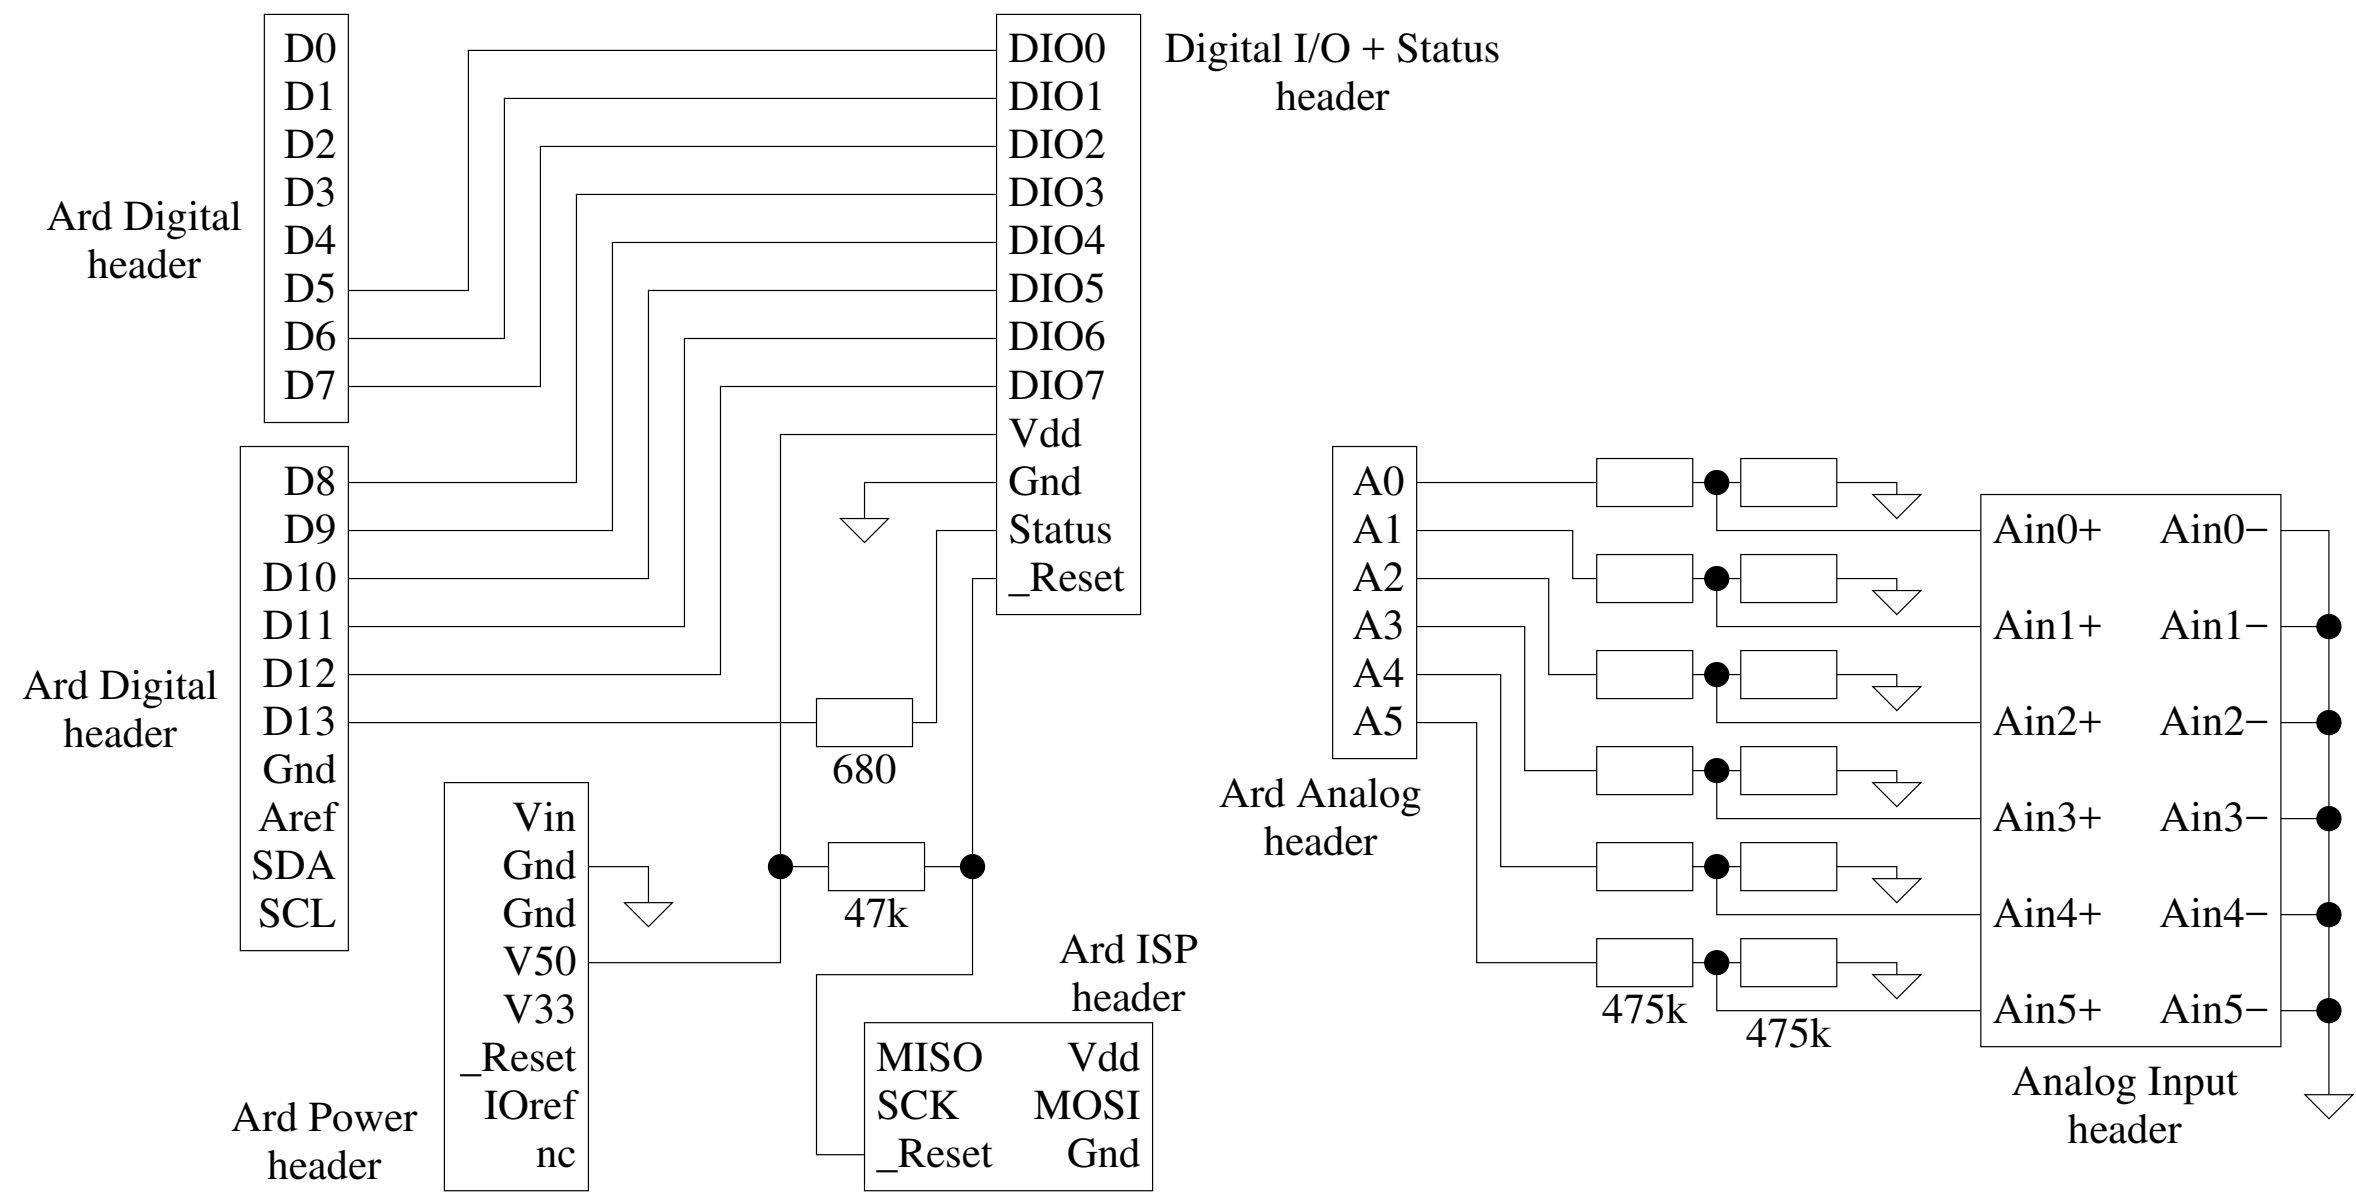 D0
D1
D2
D3
D4
D5
D6
D7
Ard Digital
header
DIO0
DIO1
DIO2
DIO3
DIO4
DIO5
DIO6
DIO7
Vdd
Gnd
Status
_Reset
Digital I/O + Status
header
D8
D9
D10
D11
D12
D13
Gnd
Aref
SDA
SCL
Ard Digital
header
680
47k
Vin
Gnd
Gnd
V50
V33
_Reset
IOref
nc
Ard Power
header
Ard ISP
header
MISO Vdd
SCK MOSI
_Reset Gnd
A0
A1
A2
A3
A4
A5
Ard Analog
header
475k
475k
Ain0+ Ain0−
Ain1+ Ain1−
Ain2+ Ain2−
Ain3+ Ain3−
Ain4+ Ain4−
Ain5+ Ain5−
Analog Input
header